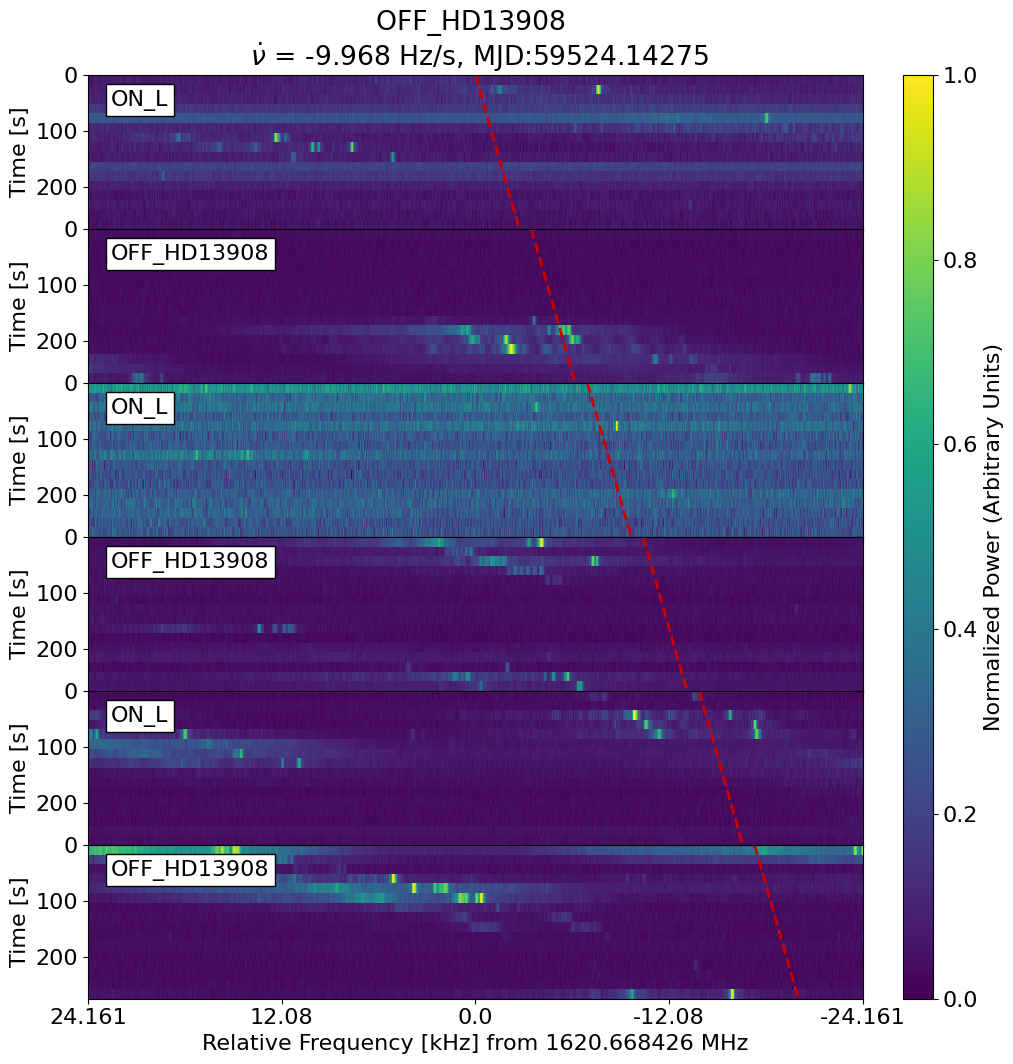 OFF_HD13908
ν̇ = -9.968 Hz/s, MJD:59524.14275
0
ON_L
100
200
Time [s]
0
OFF_HD13908
100
200
Time [s]
0
ON_L
100
200
Time [s]
0
OFF_HD13908
100
200
Time [s]
0
ON_L
100
200
Time [s]
0
OFF_HD13908
100
200
Time [s]
24.161 12.08 0.0 -12.08 -24.161
Relative Frequency [kHz] from 1620.668426 MHz
1.0
0.8
0.6
0.4
0.2
0.0
Normalized Power (Arbitrary Units)